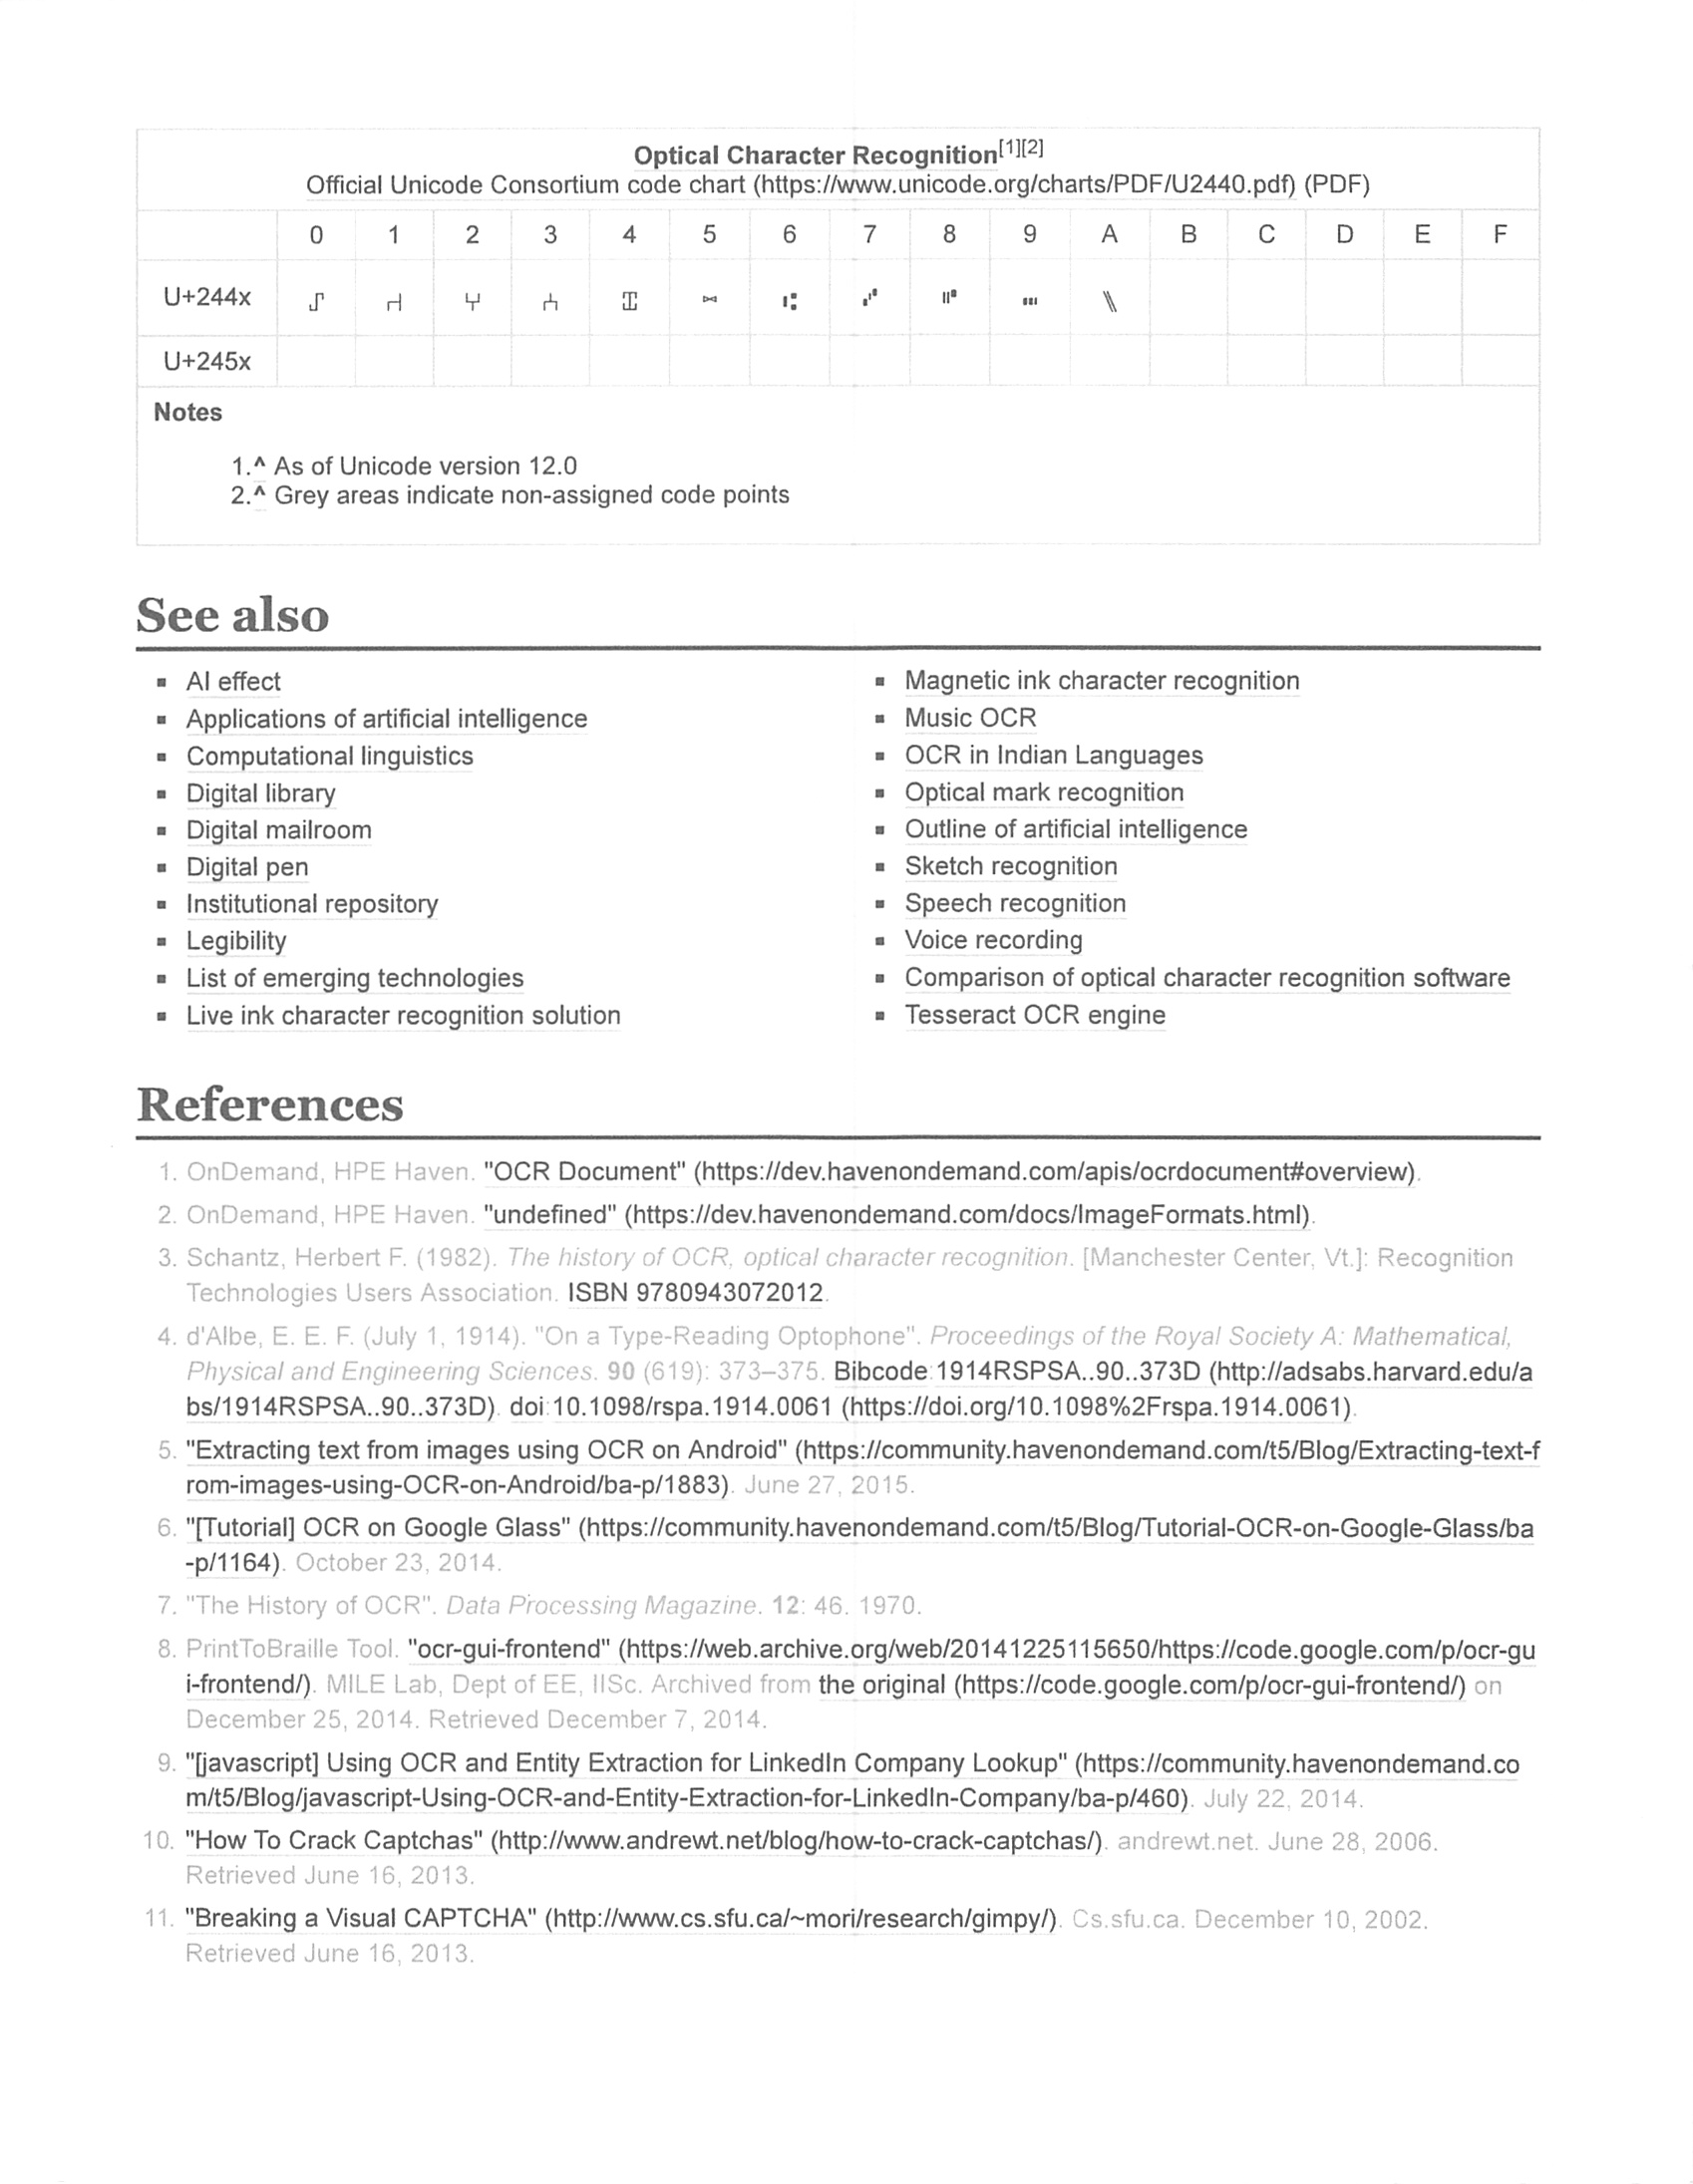 Optical Character Recognition[1][2]
Official Unicode Consortium code chart (https://www.unicode.org/charts/PDF/U2440.pdf) (PDF)
0 1 2 3 4 5 6 7 8 9 A B C D E F
U+244x ⑀ ⑁ ⑂ ⑃ ⑄ ⑅ ⑆ ⑇ ⑈ ⑉ ⑊
U+245x
Notes
1.^ As of Unicode version 12.0
2.^ Grey areas indicate non-assigned code points
See also
▪ AI effect
▪ Applications of artificial intelligence
▪ Computational linguistics
▪ Digital library
▪ Digital mailroom
▪ Digital pen
▪ Institutional repository
▪ Legibility
▪ List of emerging technologies
▪ Live ink character recognition solution
▪ Magnetic ink character recognition
▪ Music OCR
▪ OCR in Indian Languages
▪ Optical mark recognition
▪ Outline of artificial intelligence
▪ Sketch recognition
▪ Speech recognition
▪ Voice recording
▪ Comparison of optical character recognition software
▪ Tesseract OCR engine
References
1. OnDemand, HPE Haven. "OCR Document" (https://dev.havenondemand.com/apis/ocrdocument#overview).
2. OnDemand, HPE Haven. "undefined" (https://dev.havenondemand.com/docs/ImageFormats.html).
3. Schantz, Herbert F. (1982). The history of OCR, optical character recognition. [Manchester Center, Vt.]: Recognition
Technologies Users Association. ISBN 9780943072012.
4. d'Albe, E. E. F. (July 1, 1914). "On a Type-Reading Optophone". Proceedings of the Royal Society A: Mathematical,
Physical and Engineering Sciences. 90 (619): 373–375. Bibcode:1914RSPSA..90..373D (http://adsabs.harvard.edu/a
bs/1914RSPSA..90..373D). doi:10.1098/rspa.1914.0061 (https://doi.org/10.1098%2Frspa.1914.0061).
5. "Extracting text from images using OCR on Android" (https://community.havenondemand.com/t5/Blog/Extracting-text-f
rom-images-using-OCR-on-Android/ba-p/1883). June 27, 2015.
6. "[Tutorial] OCR on Google Glass" (https://community.havenondemand.com/t5/Blog/Tutorial-OCR-on-Google-Glass/ba
-p/1164). October 23, 2014.
7. "The History of OCR". Data Processing Magazine. 12: 46. 1970.
8. PrintToBraille Tool. "ocr-gui-frontend" (https://web.archive.org/web/20141225115650/https://code.google.com/p/ocr-gu
i-frontend/). MILE Lab, Dept of EE, IISc. Archived from the original (https://code.google.com/p/ocr-gui-frontend/) on
December 25, 2014. Retrieved December 7, 2014.
9. "[javascript] Using OCR and Entity Extraction for LinkedIn Company Lookup" (https://community.havenondemand.co
m/t5/Blog/javascript-Using-OCR-and-Entity-Extraction-for-LinkedIn-Company/ba-p/460). July 22, 2014.
10. "How To Crack Captchas" (http://www.andrewt.net/blog/how-to-crack-captchas/). andrewt.net. June 28, 2006.
Retrieved June 16, 2013.
11. "Breaking a Visual CAPTCHA" (http://www.cs.sfu.ca/~mori/research/gimpy/). Cs.sfu.ca. December 10, 2002.
Retrieved June 16, 2013.